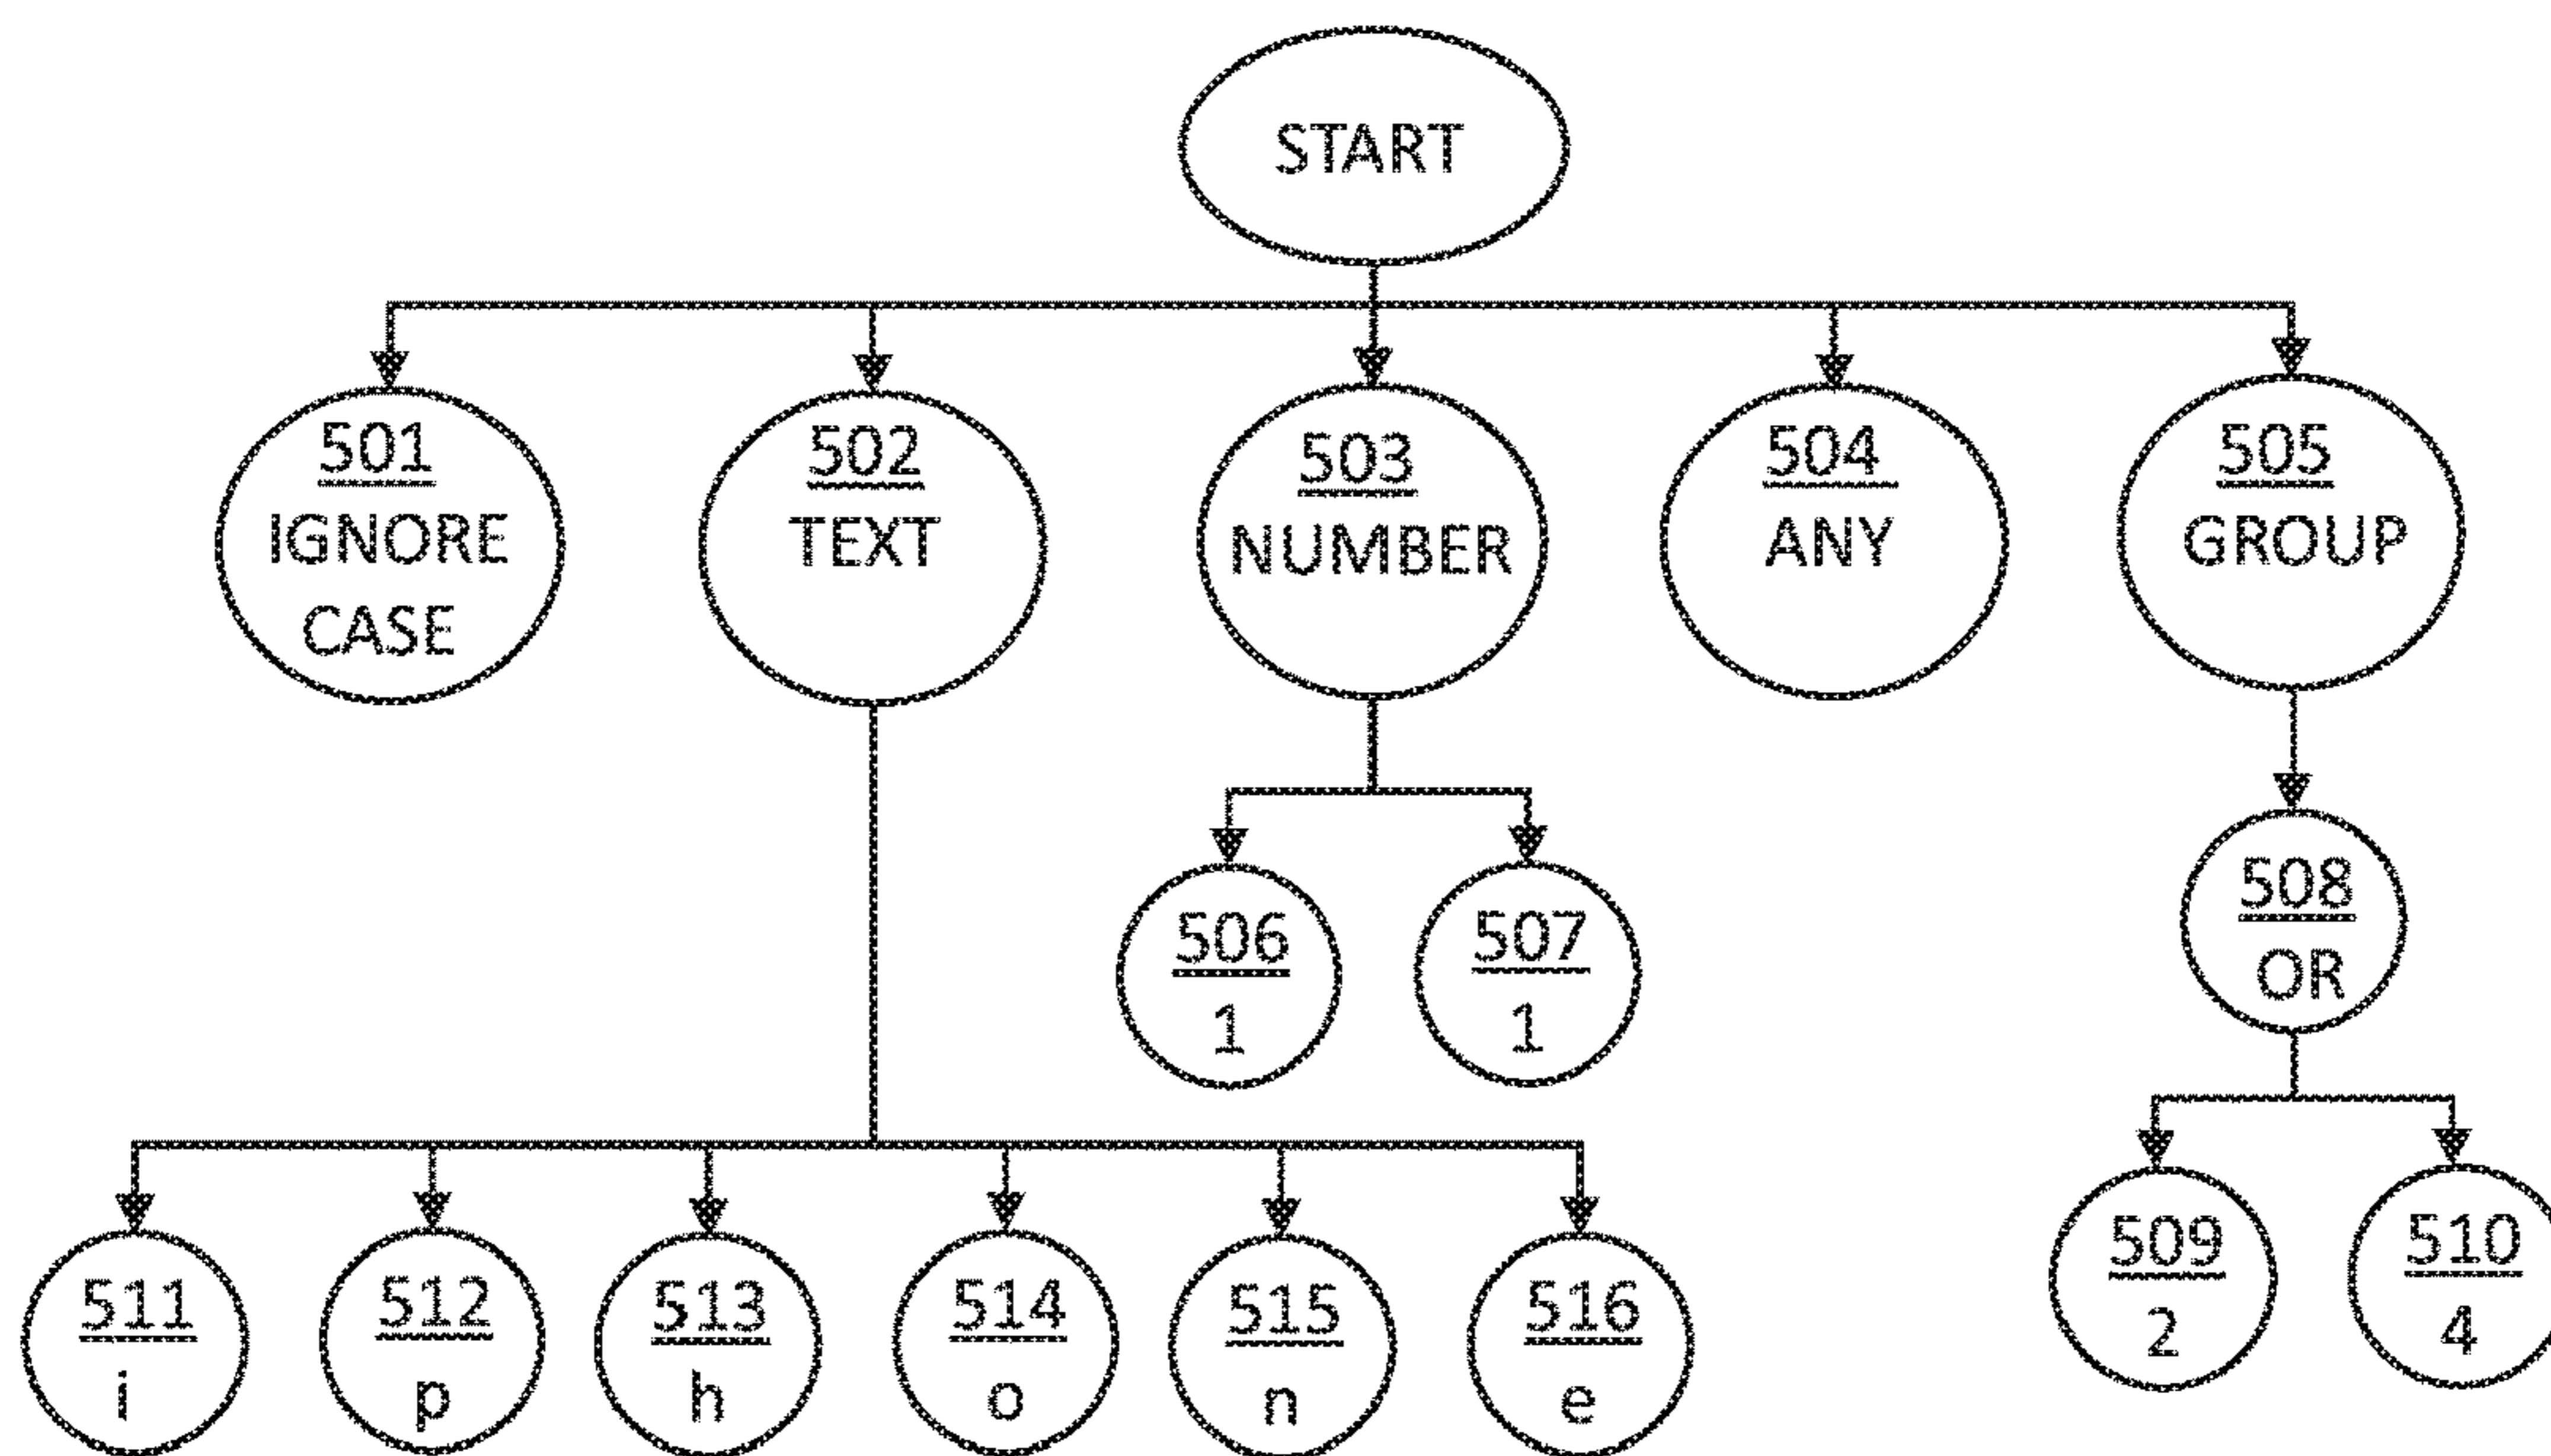 START
501
IGNORE
CASE
502
TEXT
503
NUMBER
504
ANY
505
GROUP
506
1
507
1
508
OR
509
2
510
4
511
i
512
p
513
h
514
o
515
n
516
e